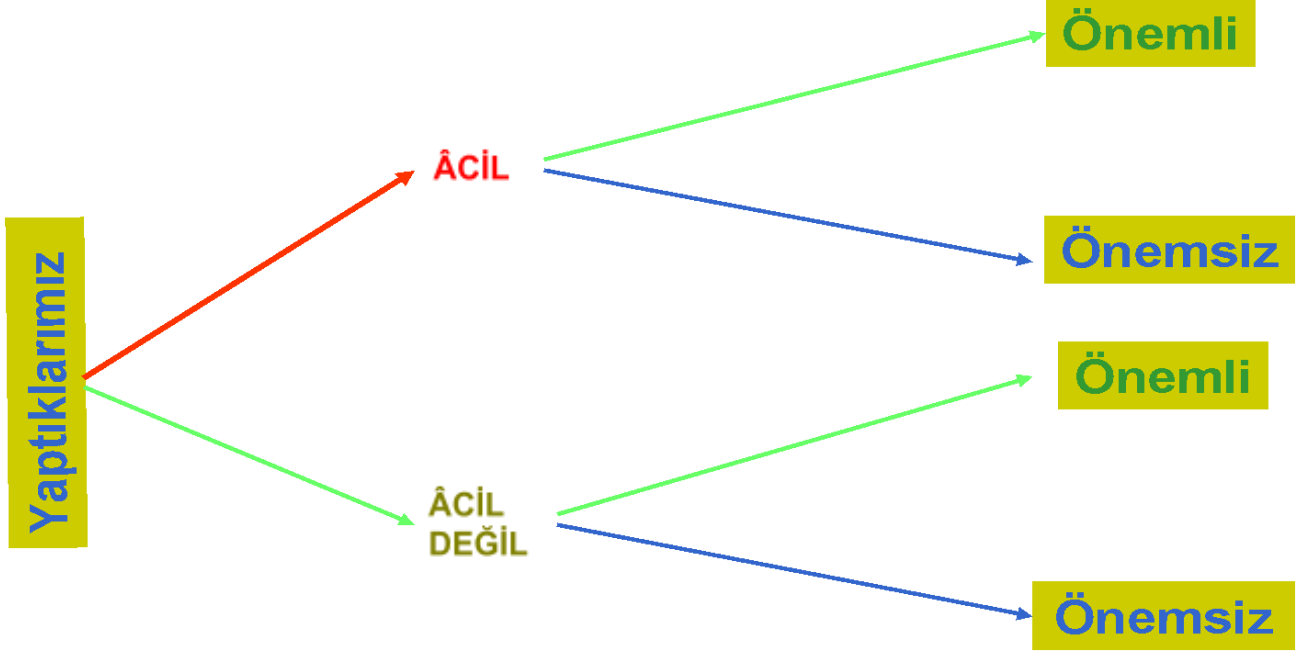 Yaptıklarımız
ÂCİL
Önemli
Önemsiz
ÂCİL
DEĞİL
Önemli
Önemsiz